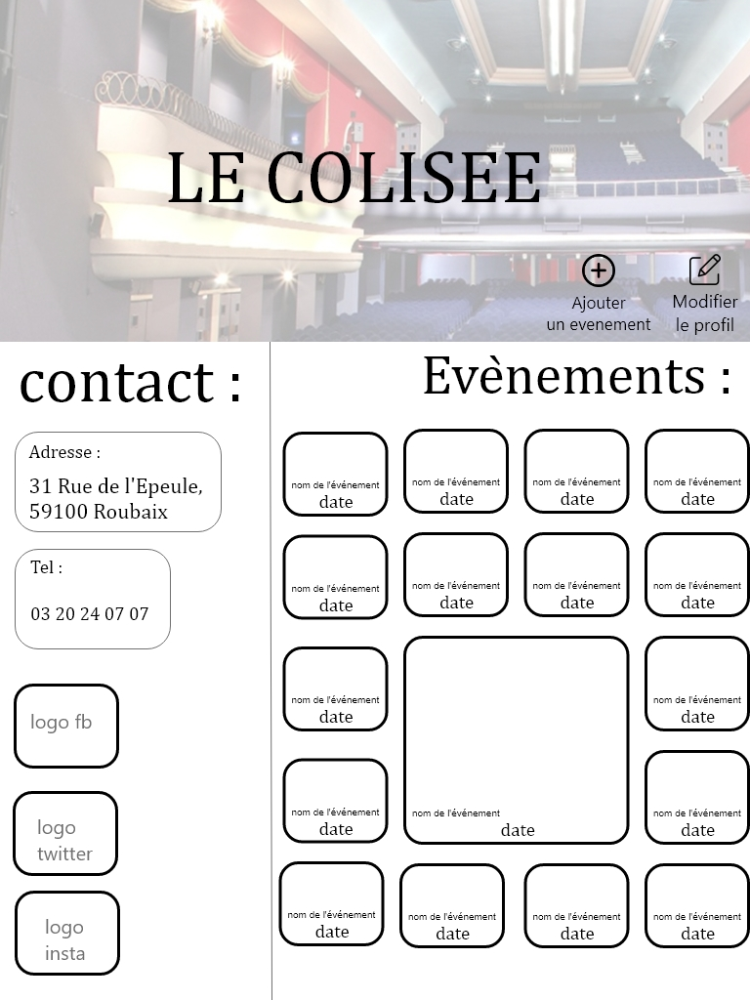 LE COLISEE
Ajouter
un evenement
Modifier
le profil
contact :
Adresse :
31 Rue de l'Epeule,
59100 Roubaix
Tel :
03 20 24 07 07
logo fb
logo
twitter
logo
insta
Evènements :
nom de l'événement
date
nom de l'événement
date
nom de l'événement
date
nom de l'événement
date
nom de l'événement
date
nom de l'événement
date
nom de l'événement
date
nom de l'événement
date
nom de l'événement
date
nom de l'événement
date
nom de l'événement
date
nom de l'événement
date
nom de l'événement
date
nom de l'événement
date
nom de l'événement
date
nom de l'événement
date
nom de l'événement
date